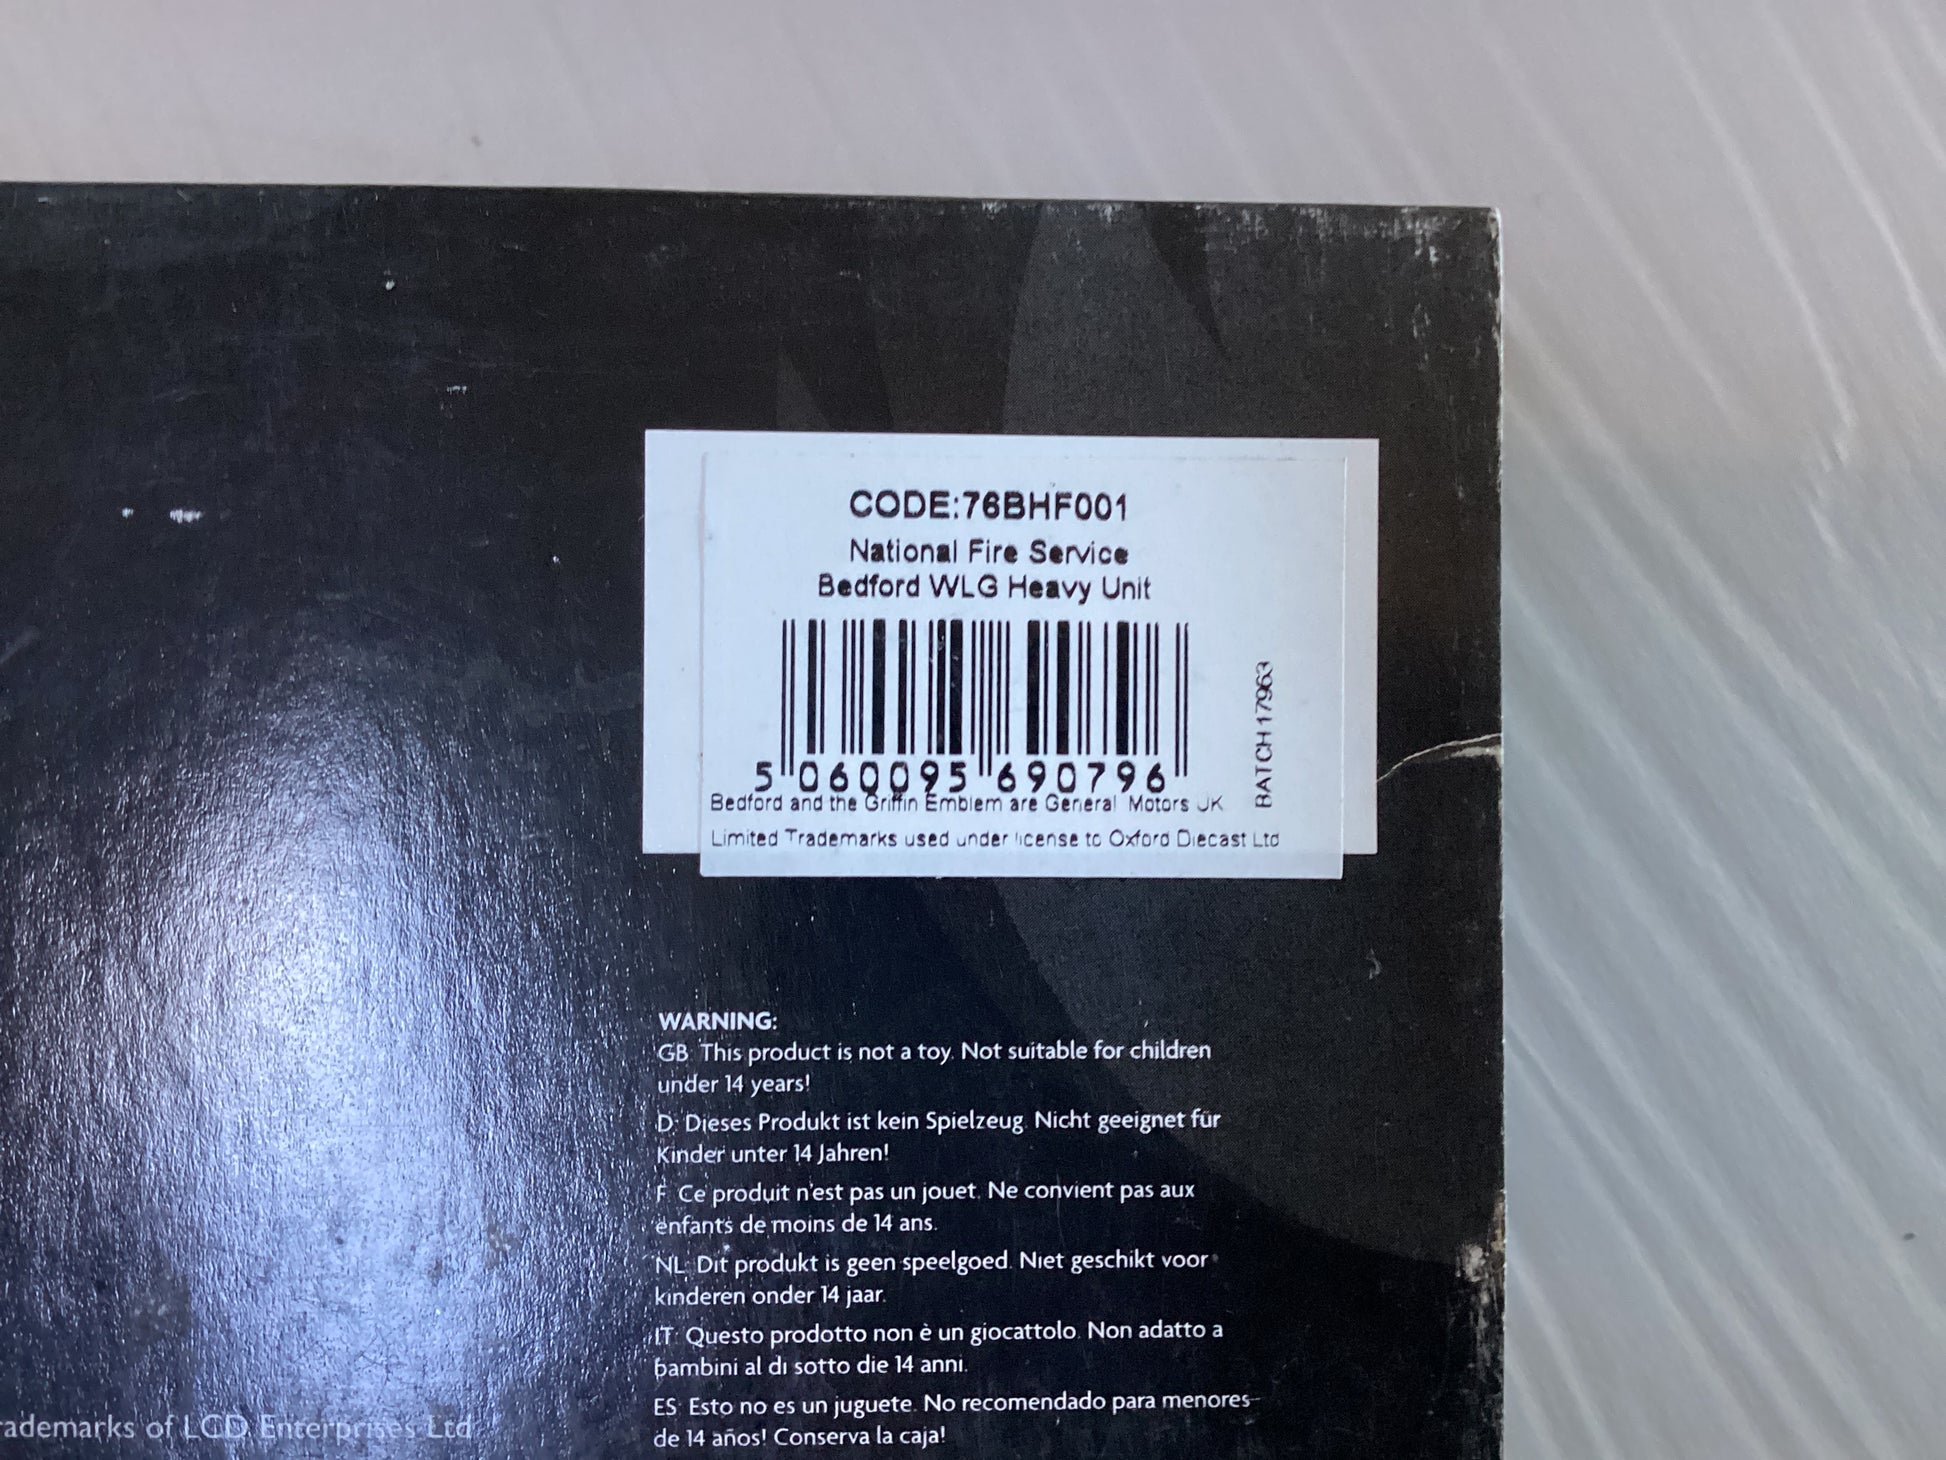 CODE:76BHF001
National Fire Service
Bedford WLG Heavy Unit
5 060095 690796
BATCH 17963
Bedford and the Griffin Emblem are General Motors UK
Limited Trademarks used under license to Oxford Diecast Ltd
WARNING:
GB This product is not a toy. Not suitable for children
under 14 years!
D: Dieses Produkt ist kein Spielzeug. Nicht geeignet für
Kinder unter 14 Jahren!
F Ce produit n'est pas un jouet. Ne convient pas aux
enfants de moins de 14 ans.
NL: Dit produkt is geen speelgoed. Niet geschikt voor
kinderen onder 14 jaar.
IT: Questo prodotto non è un giocattolo. Non adatto a
bambini al di sotto die 14 anni.
ES: Esto no es un juguete. No recomendado para menores
de 14 años! Conserva la caja!
rademarks of LCD Enterprises Ltd